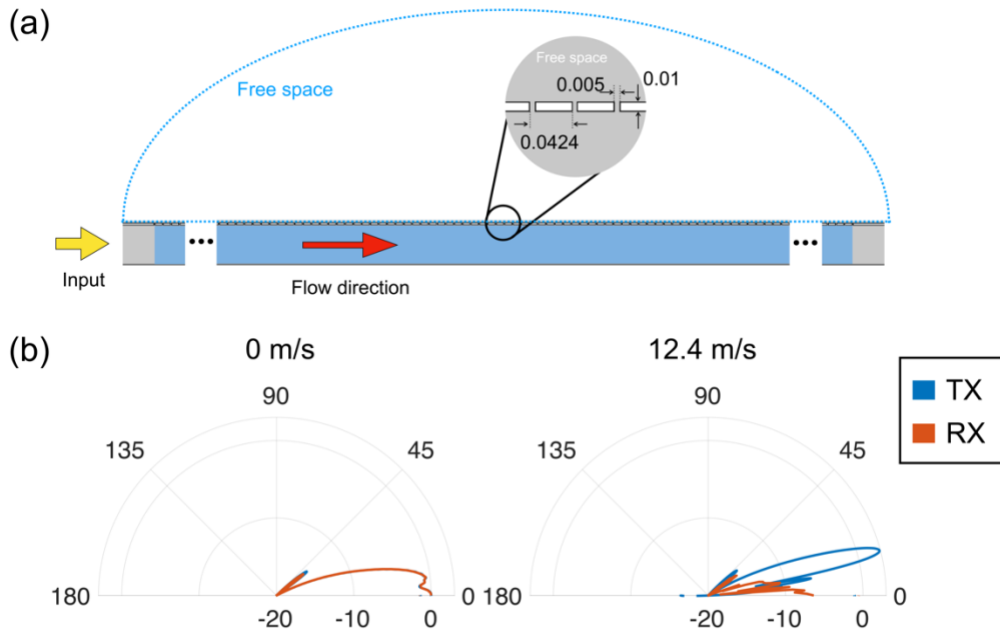 (a)
Free space
Free space
0.005
0.01
0.0424
Input
Flow direction
(b)
0 m/s
12.4 m/s
90
135
45
180
0
-20
-10
0
90
135
45
180
0
-20
-10
0
TX
RX